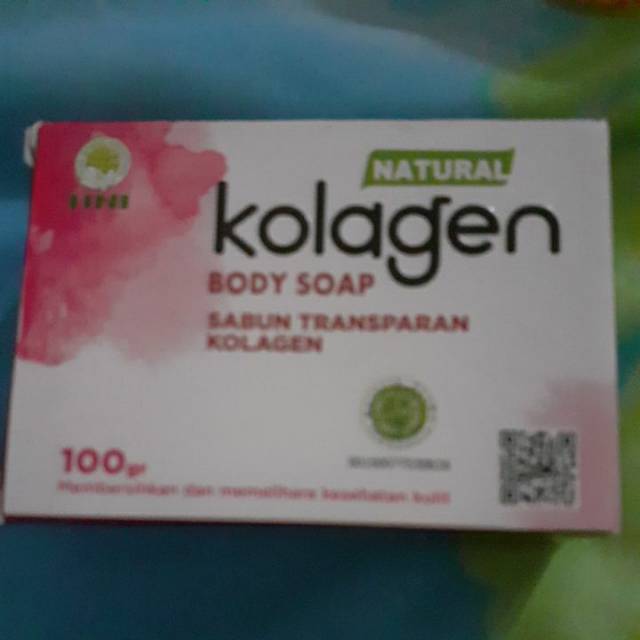 NATURAL
kolagen
BODY SOAP
SABUN TRANSPARAN
KOLAGEN
100gr
Membersihkan dan memelihara kesehatan kulit